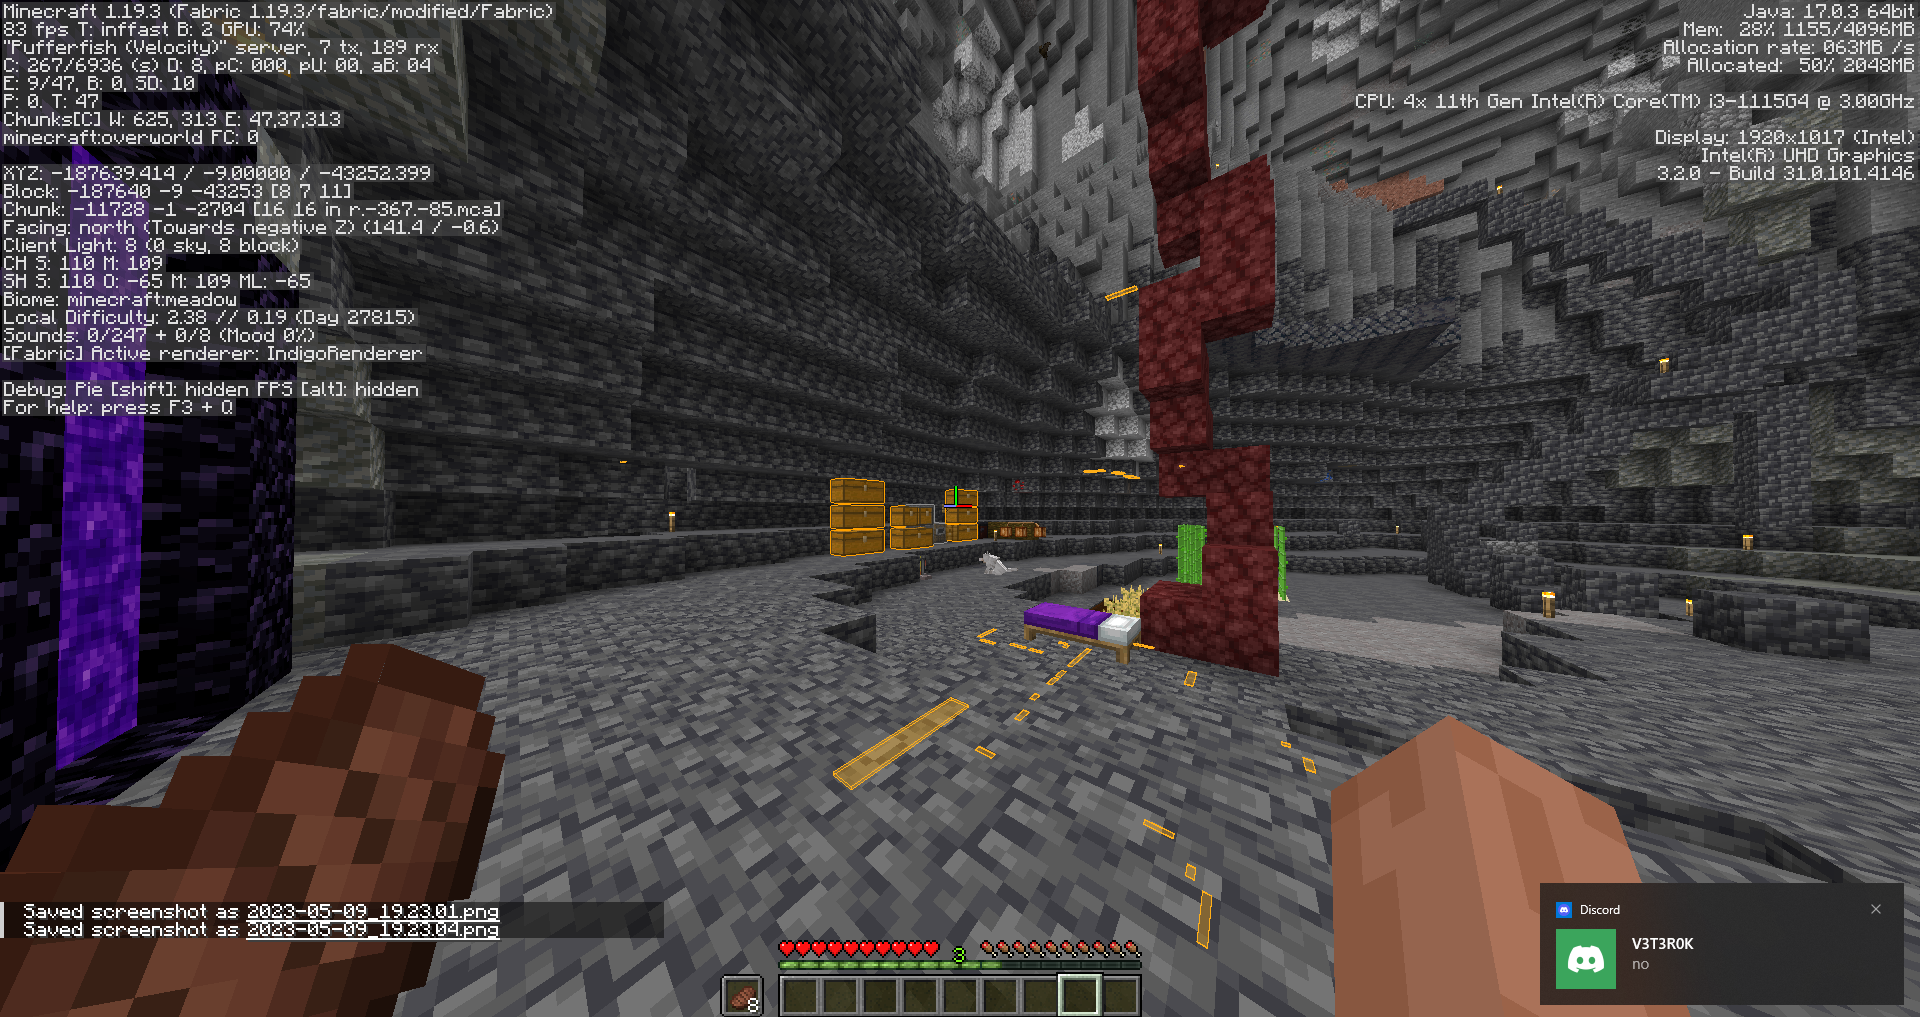 Minecraft 1.19.3 (Fabric 1.19.3/fabric/modified/Fabric)
83 fps T: inffast B: 2 GPU: 74%
"Pufferfish (Velocity)" server, 7 tx, 189 rx
C: 267/6936 (s) D: 8, pC: 000, pU: 00, aB: 04
E: 9/47, B: 0, SD: 10
P: 0. T: 47
Chunks[C] W: 625, 313 E: 47,37,313
minecraft:overworld FC: 0
XYZ: -187639.414 / -9.00000 / -43252.399
Block: -187640 -9 -43253 [8 7 11]
Chunk: -11728 -1 -2704 [16 16 in r.-367.-85.mca]
Facing: north (Towards negative Z) (141.4 / -0.6)
Client Light: 8 (0 sky, 8 block)
CH S: 110 M: 109
SH S: 110 O: -65 M: 109 ML: -65
Biome: minecraft:meadow
Local Difficulty: 2.38 // 0.19 (Day 27815)
Sounds: 0/247 + 0/8 (Mood 0%)
[Fabric] Active renderer: IndigoRenderer
Debug: Pie [shift]: hidden FPS [alt]: hidden
For help: press F3 + Q
Java: 17.0.3 64bit
Mem: 28% 1155/4096MB
Allocation rate: 063MB /s
Allocated: 50% 2048MB
CPU: 4x 11th Gen Intel(R) Core(TM) i3-1115G4 @ 3.00GHz
Display: 1920x1017 (Intel)
Intel(R) UHD Graphics
3.2.0 - Build 31.0.101.4146
Saved screenshot as 2023-05-09_19.23.01.png
Saved screenshot as 2023-05-09_19.23.04.png
3
8
Discord
V3T3R0K
no